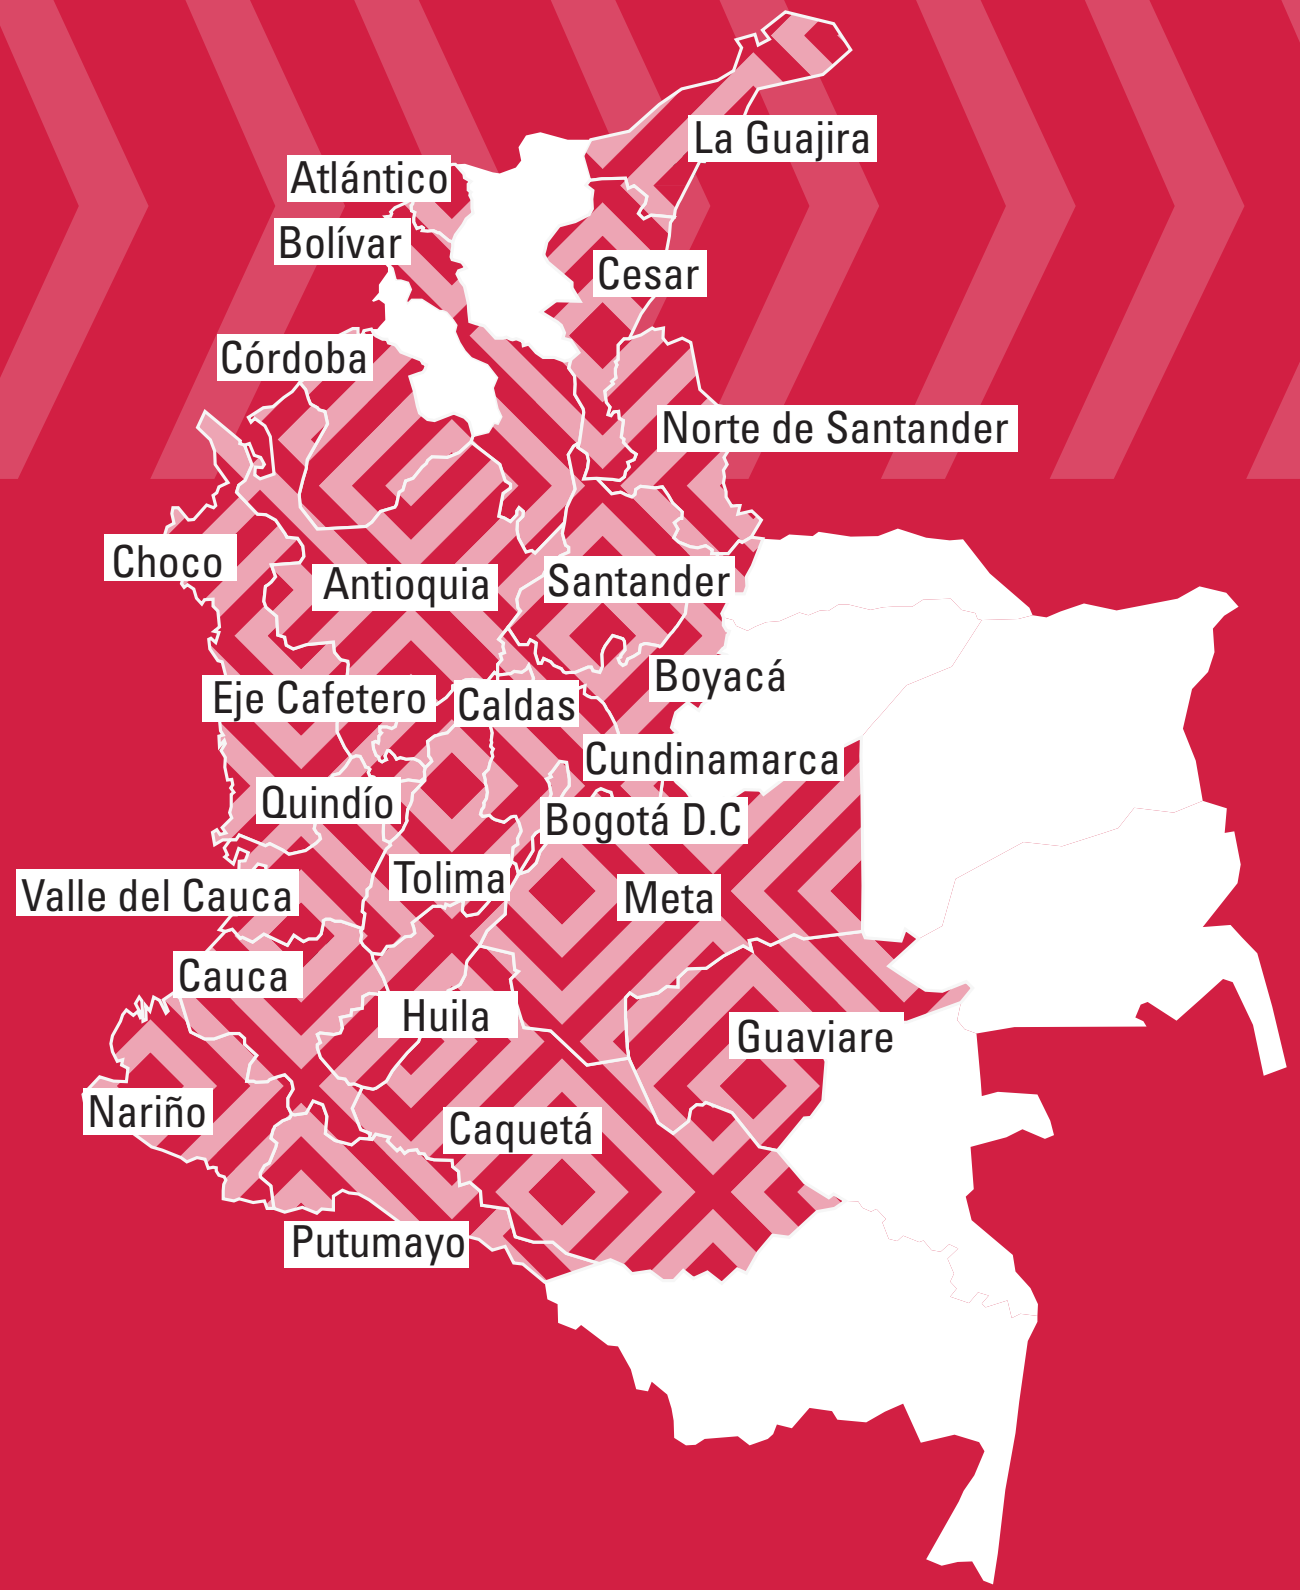 La Guajira
Atlántico
Bolívar
Cesar
Córdoba
Norte de Santander
Choco
Antioquia
Santander
Boyacá
Eje Cafetero
Caldas
Cundinamarca
Quindío
Bogotá D.C
Tolima
Meta
Valle del Cauca
Cauca
Huila
Guaviare
Nariño
Caquetá
Putumayo